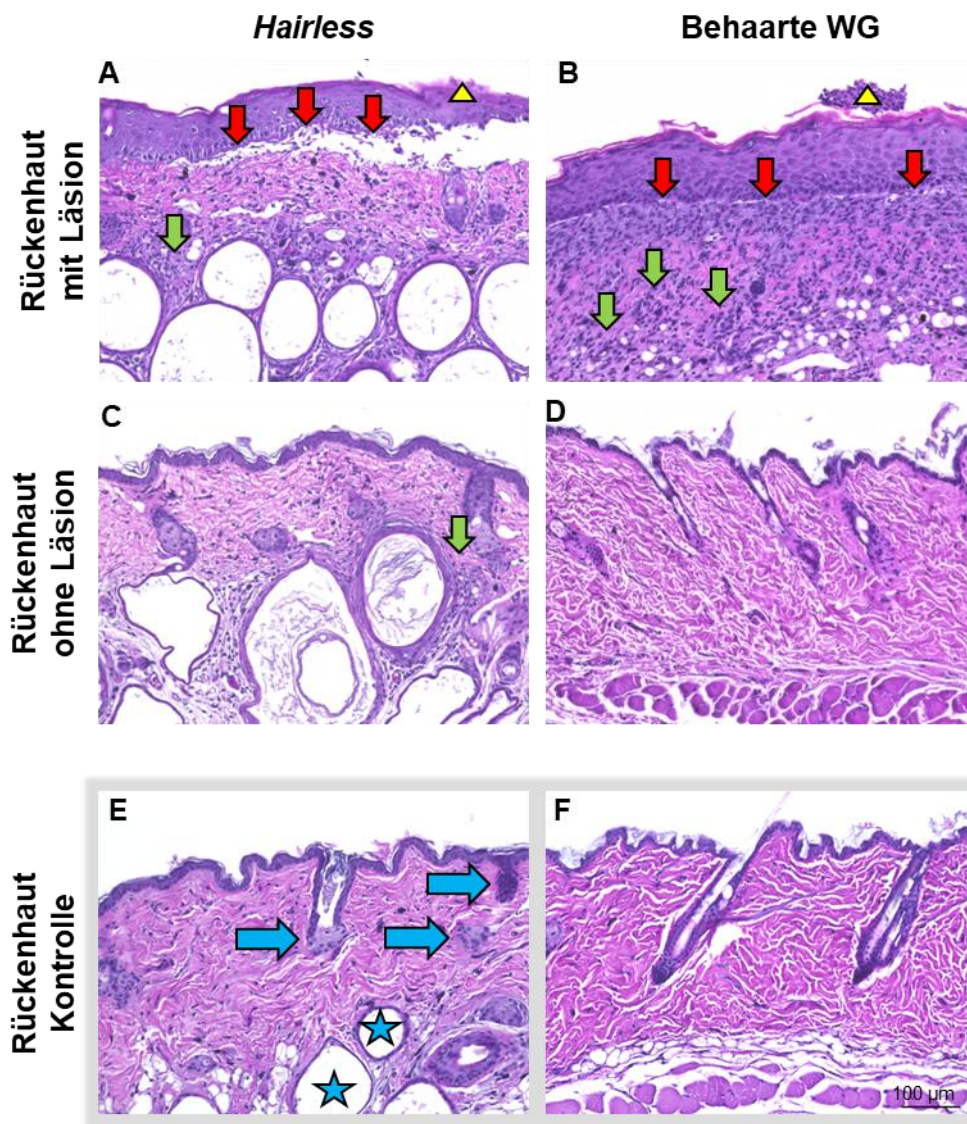 Hairless
Behaarte WG
A
B
Rückenhaut
mit Läsion
C
D
Rückenhaut
ohne Läsion
E
F
Rückenhaut
Kontrolle
100 µm